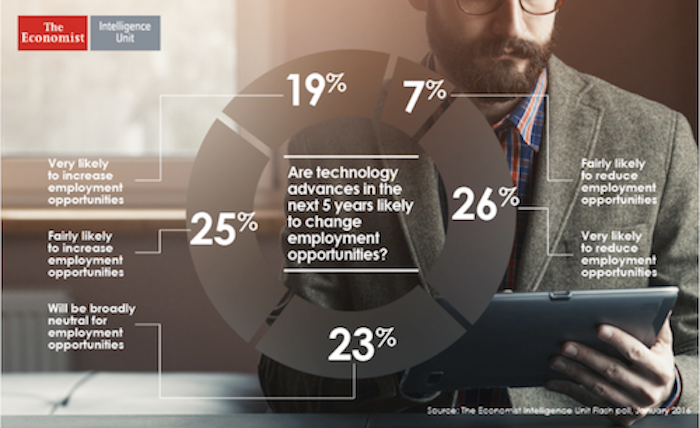 The
Economist
Intelligence
Unit
19%
7%
Very likely
to increase
employment
opportunities
Are technology
advances in the
next 5 years likely
to change
employment
opportunities?
Fairly likely
to reduce
employment
opportunities
25%
26%
Fairly likely
to increase
employment
opportunities
Very likely
to reduce
employment
opportunities
Will be broadly
neutral for
employment
opportunities
23%
Source: The Economist Intelligence Unit Flash poll, January 2016